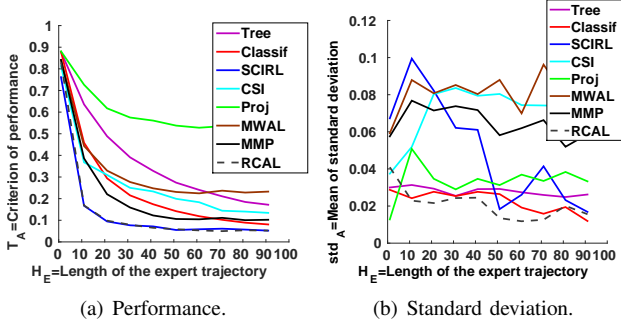 1
0.9
0.8
0.7
0.6
0.5
0.4
0.3
0.2
0.1
0
T_A=Criterion of performance
0 10 20 30 40 50 60 70 80 90 100
H_E=Length of the expert trajectory
Tree
Classif
SCIRL
CSI
Proj
MWAL
MMP
RCAL
(a) Performance.
0.12
0.1
0.08
0.06
0.04
0.02
0
std_A=Mean of standard deviation
0 10 20 30 40 50 60 70 80 90 100
H_E=Length of the expert trajectory
Tree
Classif
SCIRL
CSI
Proj
MWAL
MMP
RCAL
(b) Standard deviation.